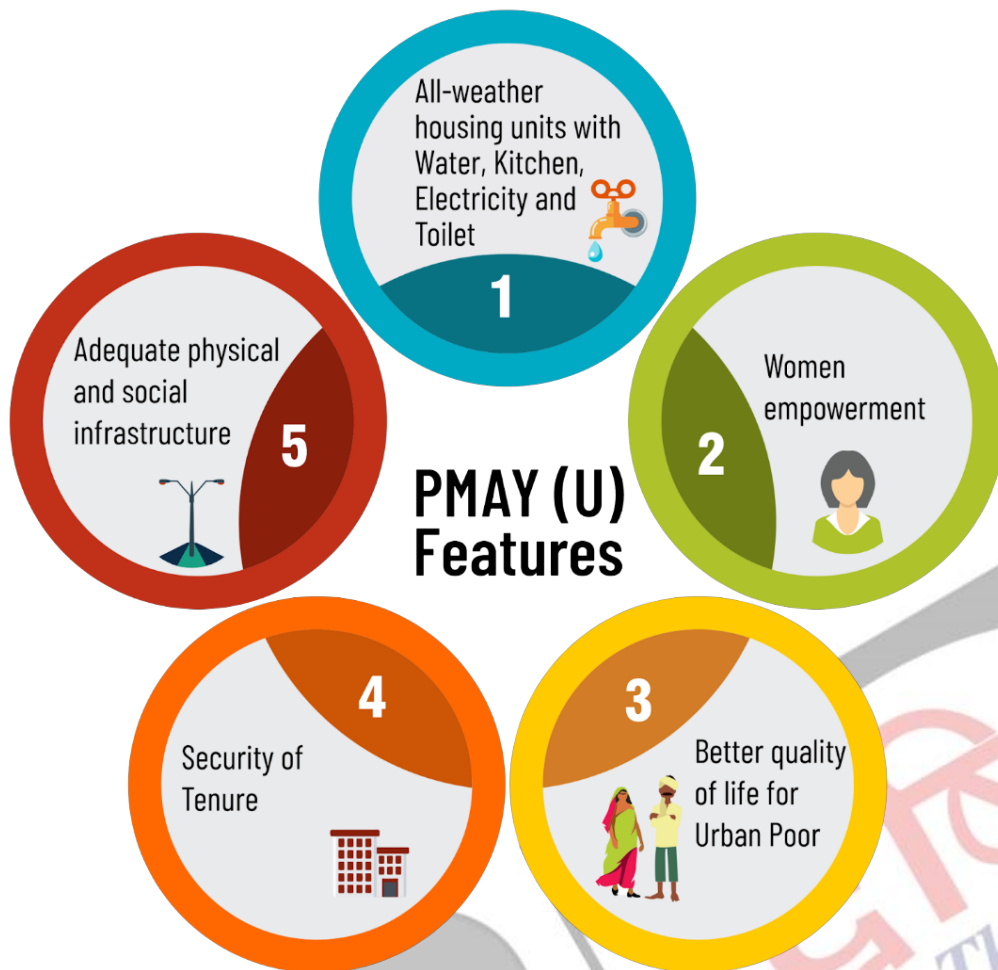 All-weather
housing units with
Water, Kitchen,
Electricity and
Toilet
1
Women
empowerment
2
Better quality
of life for
Urban Poor
3
Security of
Tenure
4
Adequate physical
and social
infrastructure
5
PMAY (U)
Features